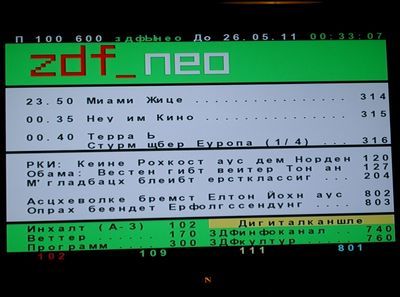 П 100 600 здфЫнео До 26.05.11 00:33:07
zdf_neo
23.50 Миами Жице ................ 314
00.35 Неу им Кино ................ 315
00.40 Терра Ь
Стурм щбер Еуропа (1/4) ... 316
РКИ: Кеине Рохкост аус дем Норден 120
Обама: Вестен гибт веитер Тон ан 127
М'гладбацх блеибт ерстклассиг .... 204
Асцхеволке бремст Елтон Йохн аус 802
Опрах беендет Ерфолгссендунг .... 803
Инхалт (А-З) 102 Дигиталканшле
Веттер ..... 170 ЗДФинфоканал .. 740
Программ .... 300 ЗДФкултур .... 760
102 109 111 801